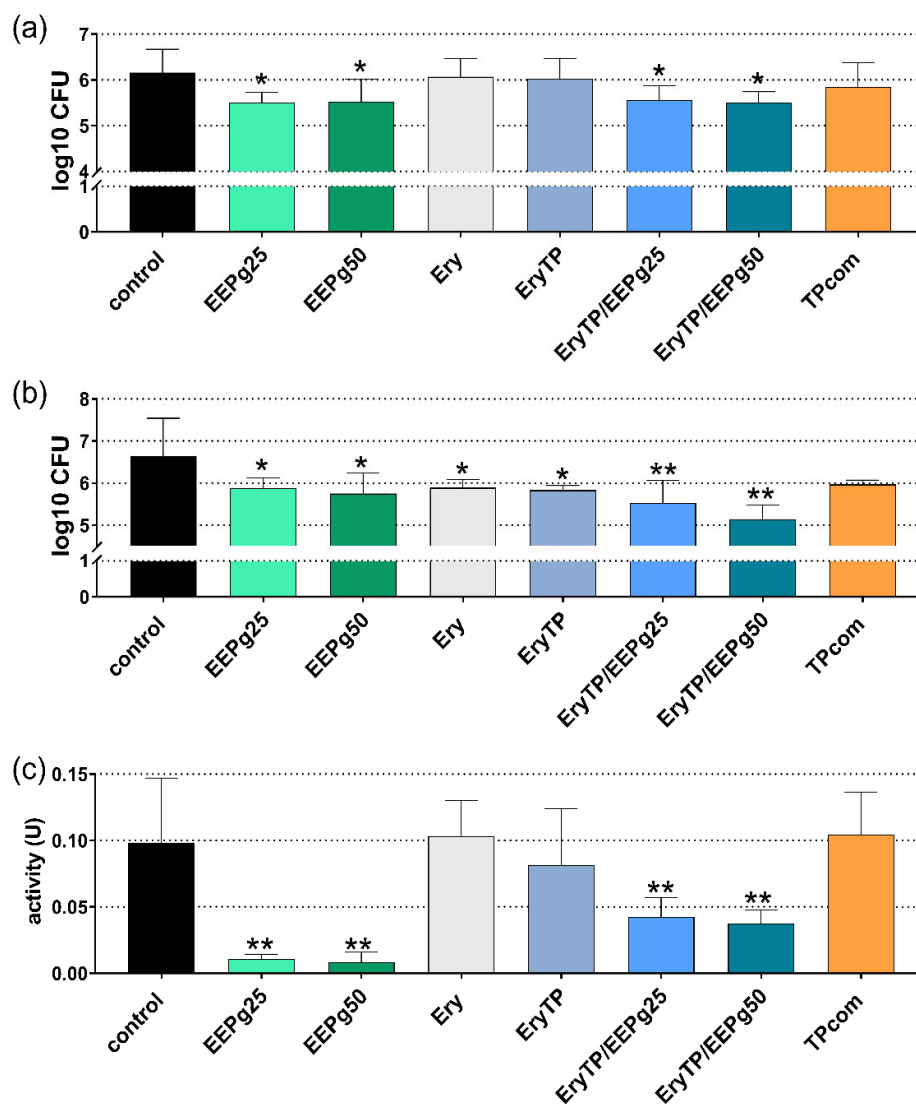 (a)
log10 CFU
7
6
5
4
1
0
* * * *
control EEPg25 EEPg50 Ery EryTP EryTP/EEPg25 EryTP/EEPg50 TPcom
(b)
log10 CFU
8
7
6
5
1
0
* * * * ** **
control EEPg25 EEPg50 Ery EryTP EryTP/EEPg25 EryTP/EEPg50 TPcom
(c)
activity (U)
0.15
0.10
0.05
0.00
** ** ** **
control EEPg25 EEPg50 Ery EryTP EryTP/EEPg25 EryTP/EEPg50 TPcom